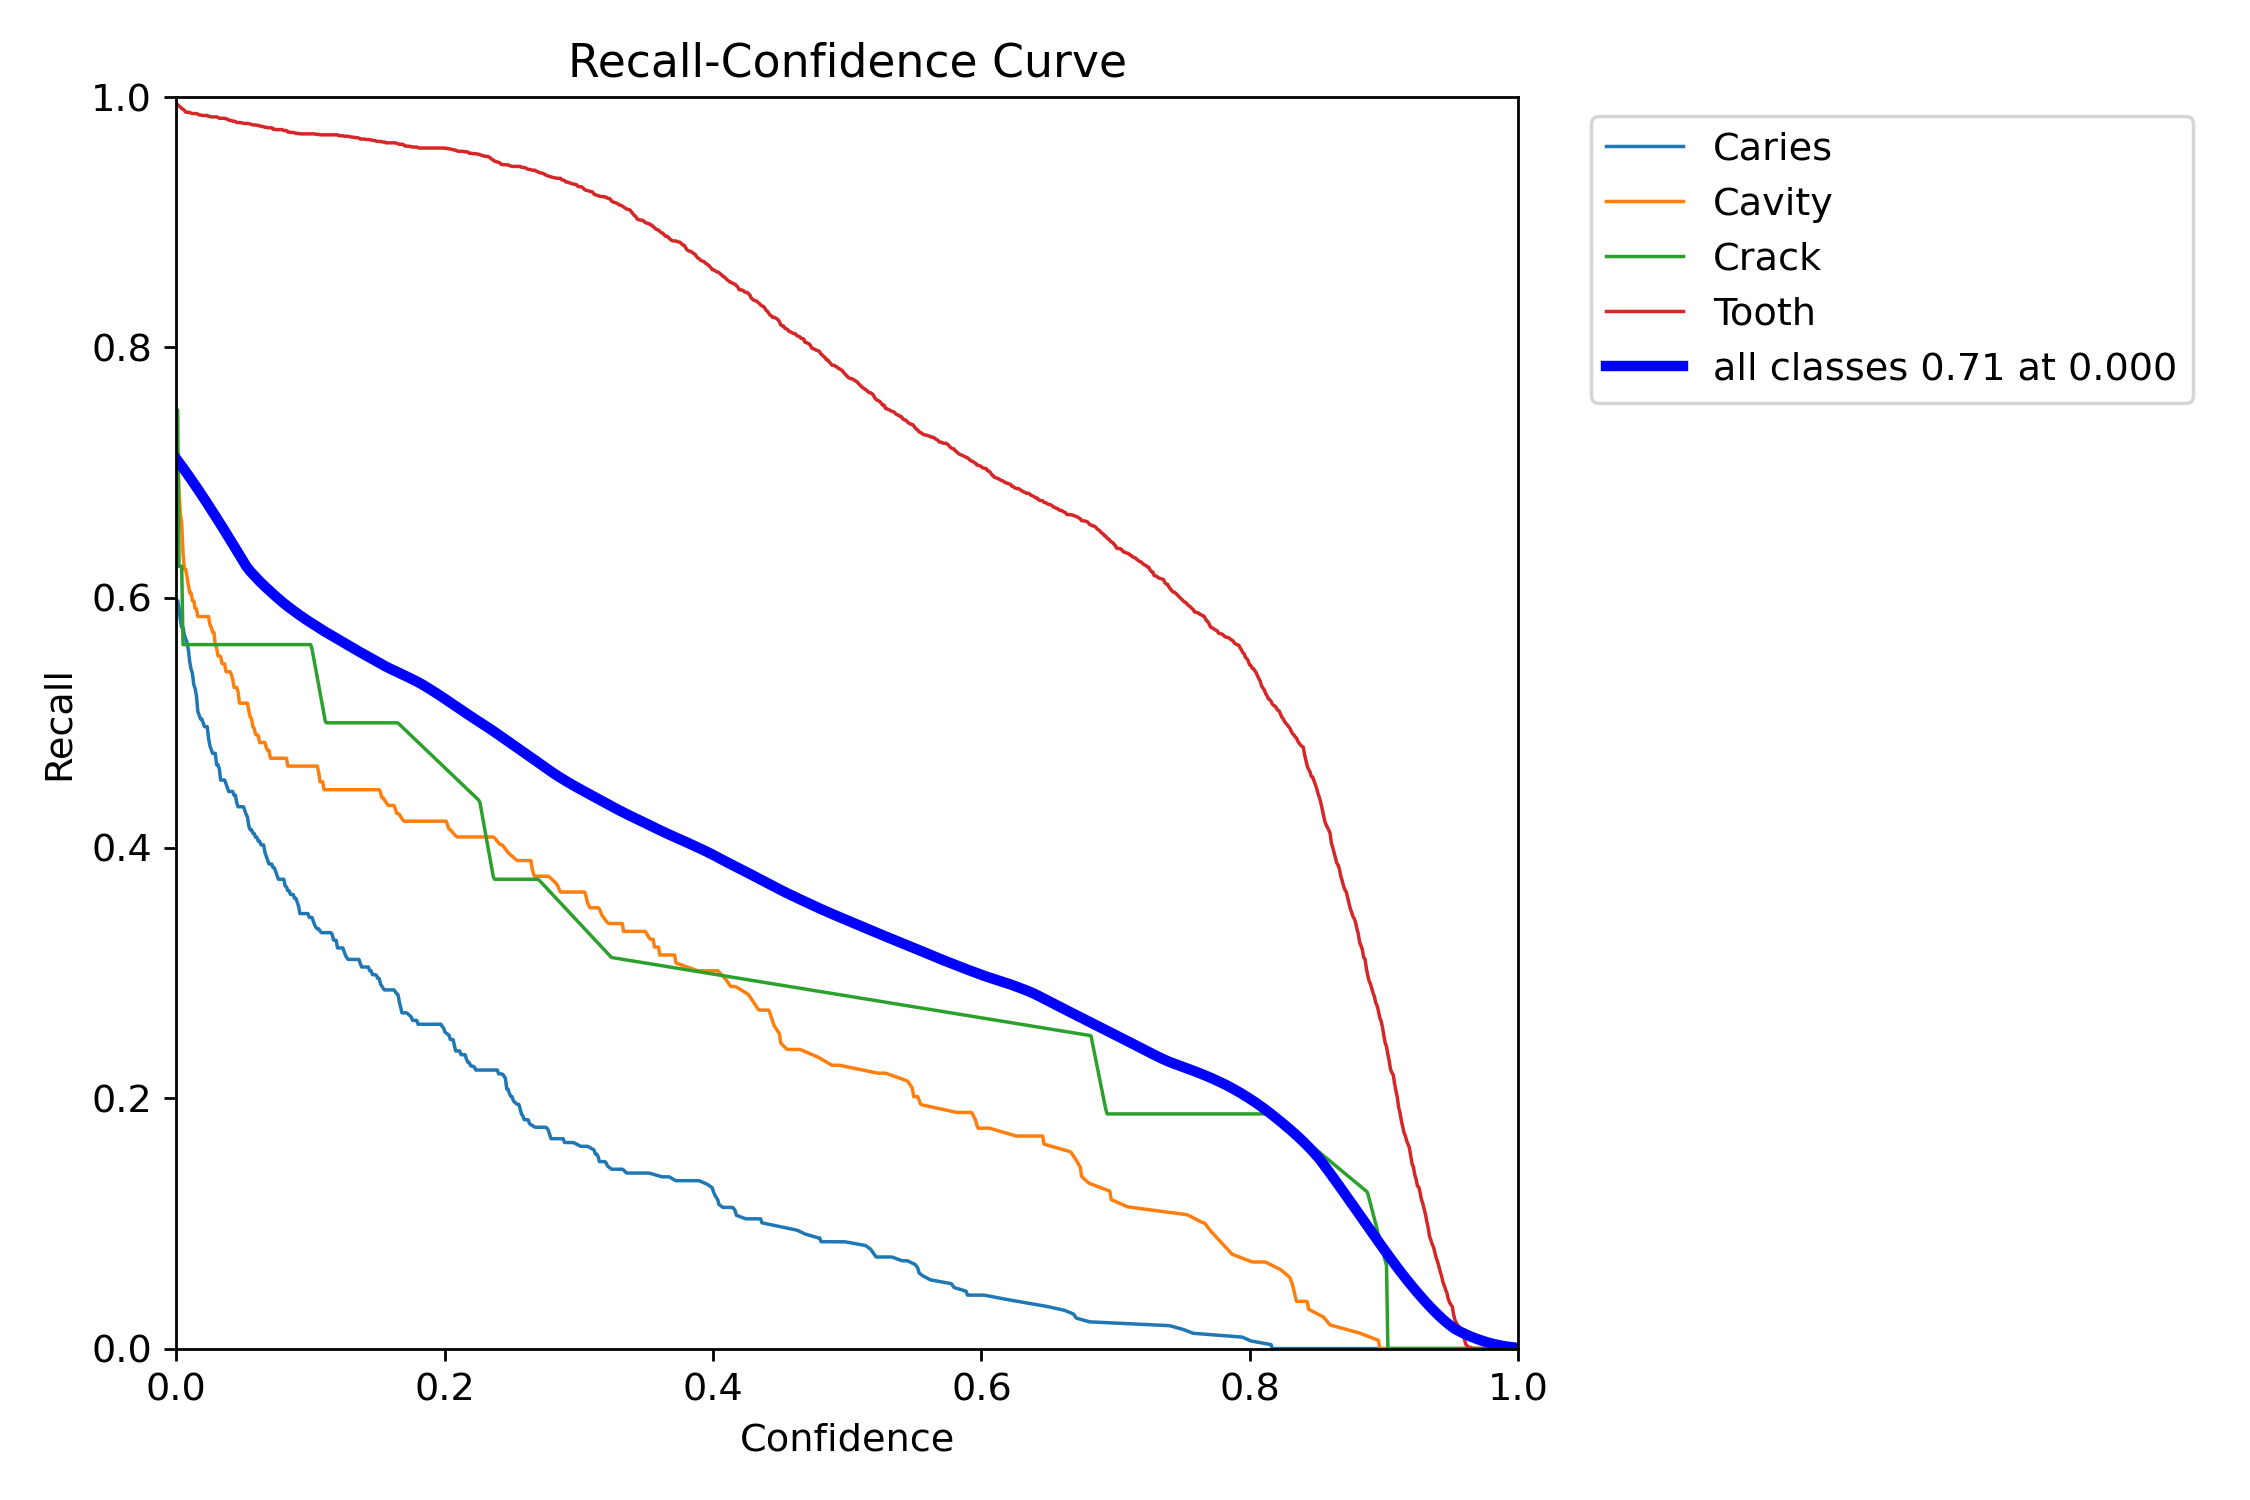 Recall-Confidence Curve
1.0
0.8
0.6
0.4
0.2
0.0
Recall
0.0 0.2 0.4 0.6 0.8 1.0
Confidence
Caries
Cavity
Crack
Tooth
all classes 0.71 at 0.000